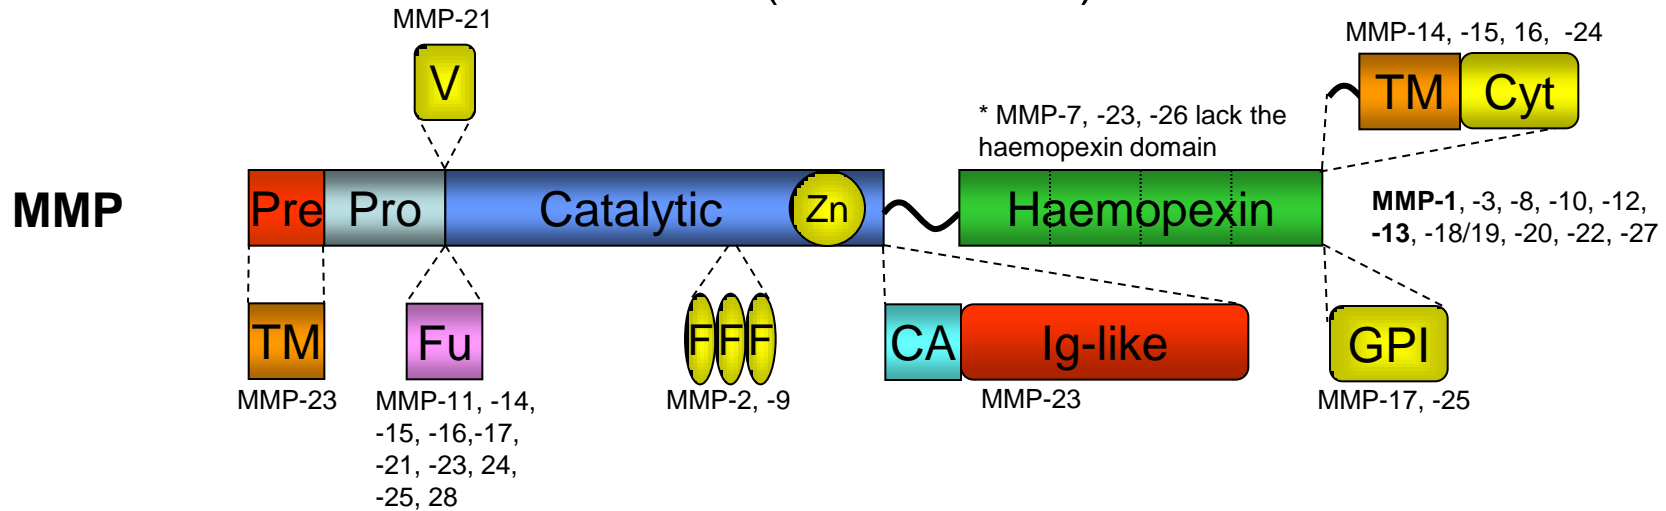 MMP-21
V
MMP-14, -15, 16, -24
TM Cyt
* MMP-7, -23, -26 lack the
haemopexin domain
MMP
Pre Pro Catalytic Zn Haemopexin
MMP-1, -3, -8, -10, -12,
-13, -18/19, -20, -22, -27
TM Fu F F F CA Ig-like GPI
MMP-23
MMP-11, -14,
-15, -16,-17,
-21, -23, 24,
-25, 28
MMP-2, -9
MMP-23
MMP-17, -25